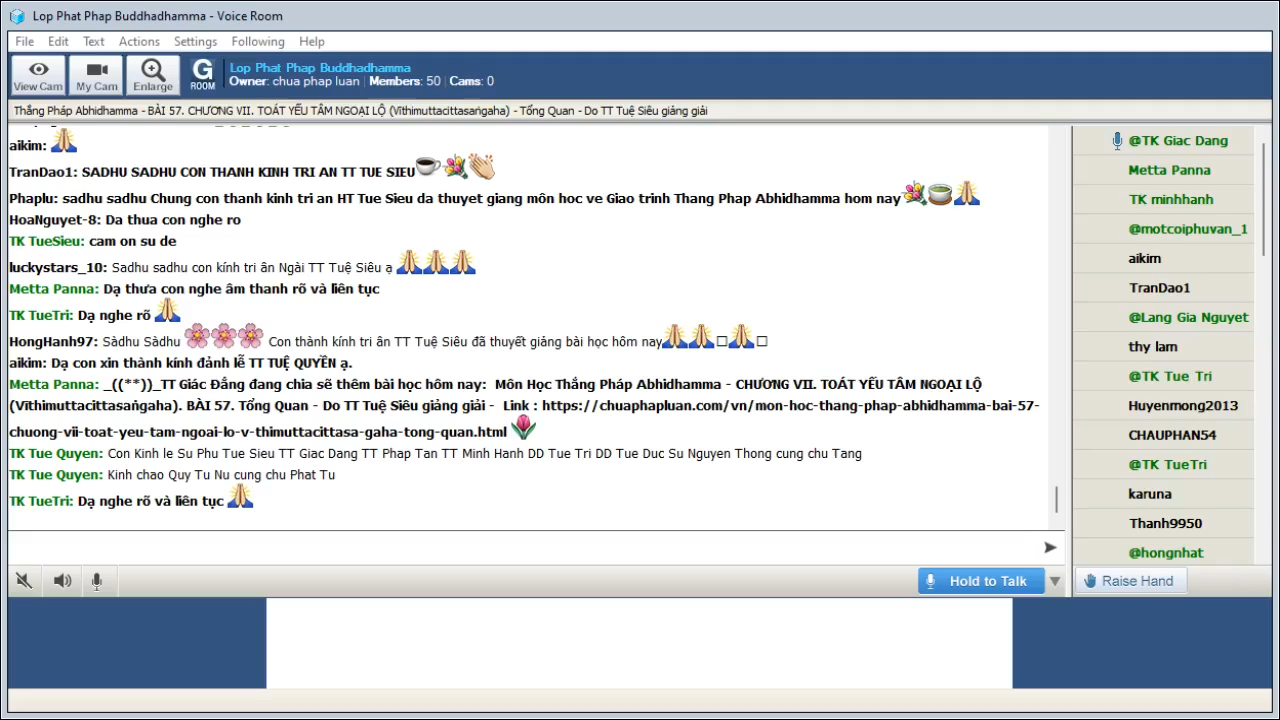 Lop Phat Phap Buddhadhamma - Voice Room
File Edit Text Actions Settings Following Help
View Cam My Cam Enlarge G ROOM
Lop Phat Phap Buddhadhamma
Owner: chua phap luan Members: 50 Cams: 0
Thắng Pháp Abhidhamma - BÀI 57. CHƯƠNG VII. TOÁT YẾU TÂM NGOẠI LỘ (Vīthimuttacittasaṅgaha) - Tổng Quan - Do TT Tuệ Siêu giảng giải
aikim:
TranDao1: SADHU SADHU CON THANH KINH TRI AN TT TUE SIEU
Phaplu: sadhu sadhu Chung con thanh kinh tri an HT Tue Sieu da thuyet giang môn hoc ve Giao trinh Thang Phap Abhidhamma hom nay
HoaNguyet-8: Da thua con nghe ro
TK TueSieu: cam on su de
luckystars_10: Sadhu sadhu con kính tri ân Ngài TT Tuệ Siêu ạ
Metta Panna: Dạ thưa con nghe âm thanh rõ và liên tục
TK TueTri: Dạ nghe rõ
HongHanh97: Sàdhu Sàdhu Con thành kính tri ân TT Tuệ Siêu đã thuyết giảng bài học hôm nay
aikim: Dạ con xin thành kính đảnh lễ TT TUỆ QUYỀN ạ.
Metta Panna: _((**))_TT Giác Đẳng đang chia sẽ thêm bài học hôm nay: Môn Học Thắng Pháp Abhidhamma - CHƯƠNG VII. TOÁT YẾU TÂM NGOẠI LỘ
(Vīthimuttacittasaṅgaha). BÀI 57. Tổng Quan - Do TT Tuệ Siêu giảng giải - Link : https://chuaphapluan.com/vn/mon-hoc-thang-phap-abhidhamma-bai-57-
chuong-vii-toat-yeu-tam-ngoai-lo-v-thimuttacittasa-gaha-tong-quan.html
TK Tue Quyen: Con Kinh le Su Phu Tue Sieu TT Giac Dang TT Phap Tan TT Minh Hanh DD Tue Tri DD Tue Duc Su Nguyen Thong cung chu Tang
TK Tue Quyen: Kinh chao Quy Tu Nu cung chu Phat Tu
TK TueTri: Dạ nghe rõ và liên tục
@TK Giac Dang
Metta Panna
TK minhhanh
@motcoiphuvan_1
aikim
TranDao1
@Lang Gia Nguyet
thy lam
@TK Tue Tri
Huyenmong2013
CHAUPHAN54
@TK TueTri
karuna
Thanh9950
@hongnhat
Hold to Talk
Raise Hand